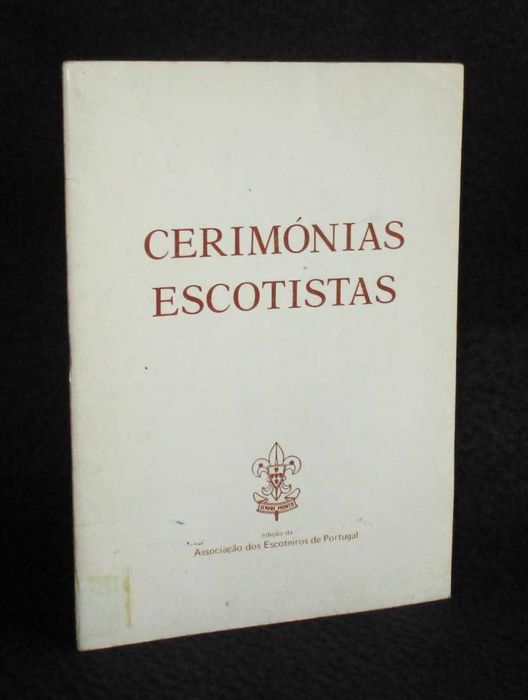 CERIMÓNIAS
ESCOTISTAS
SEMPRE PRONTO
edição da
Associação dos Escoteiros de Portugal